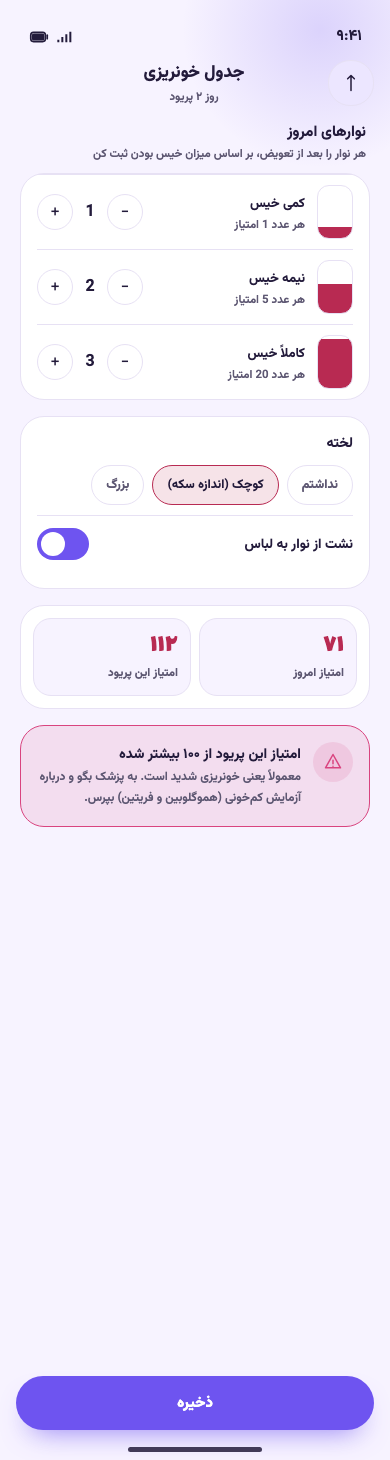 ۹:۴۱
جدول خونریزی
روز ۲ پریود
نوارهای امروز
هر نوار را بعد از تعویض، بر اساس میزان خیس بودن ثبت کن
کمی خیس
هر عدد 1 امتیاز
−
1
+
نیمه خیس
هر عدد 5 امتیاز
−
2
+
کاملاً خیس
هر عدد 20 امتیاز
−
3
+
لخته
نداشتم
کوچک (اندازه سکه)
بزرگ
نشت از نوار به لباس
۷۱
امتیاز امروز
۱۱۲
امتیاز این پریود
امتیاز این پریود از ۱۰۰ بیشتر شده
معمولاً یعنی خونریزی شدید است. به پزشک بگو و درباره
آزمایش کم‌خونی (هموگلوبین و فریتین) بپرس.
ذخیره